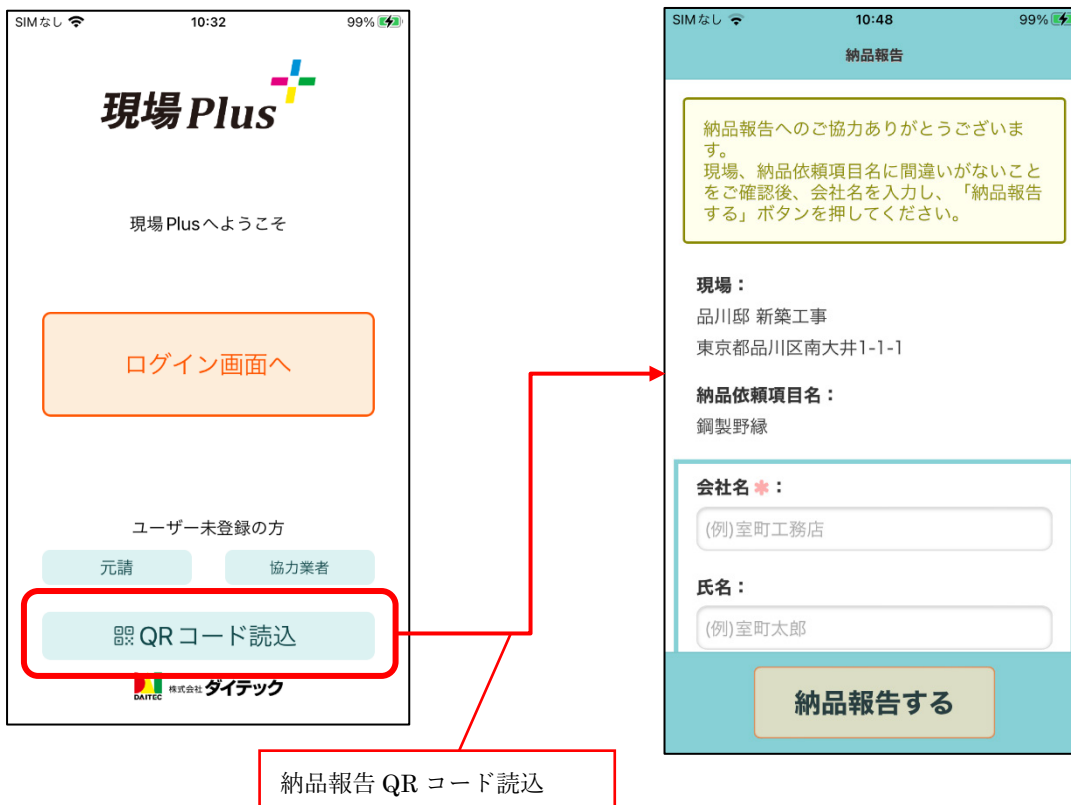 SIMなし 10:32 99%
現場Plus
現場Plusへようこそ
ログイン画面へ
ユーザー未登録の方
元請 協力業者
QRコード読込
DAITEC 株式会社ダイテック
納品報告QRコード読込
SIMなし 10:48 99%
納品報告
納品報告へのご協力ありがとうございま
す。
現場、納品依頼項目名に間違いがないこと
をご確認後、会社名を入力し、「納品報告
する」ボタンを押してください。
現場：
品川邸 新築工事
東京都品川区南大井1-1-1
納品依頼項目名：
鋼製野縁
会社名＊：
(例)室町工務店
氏名：
(例)室町太郎
納品報告する